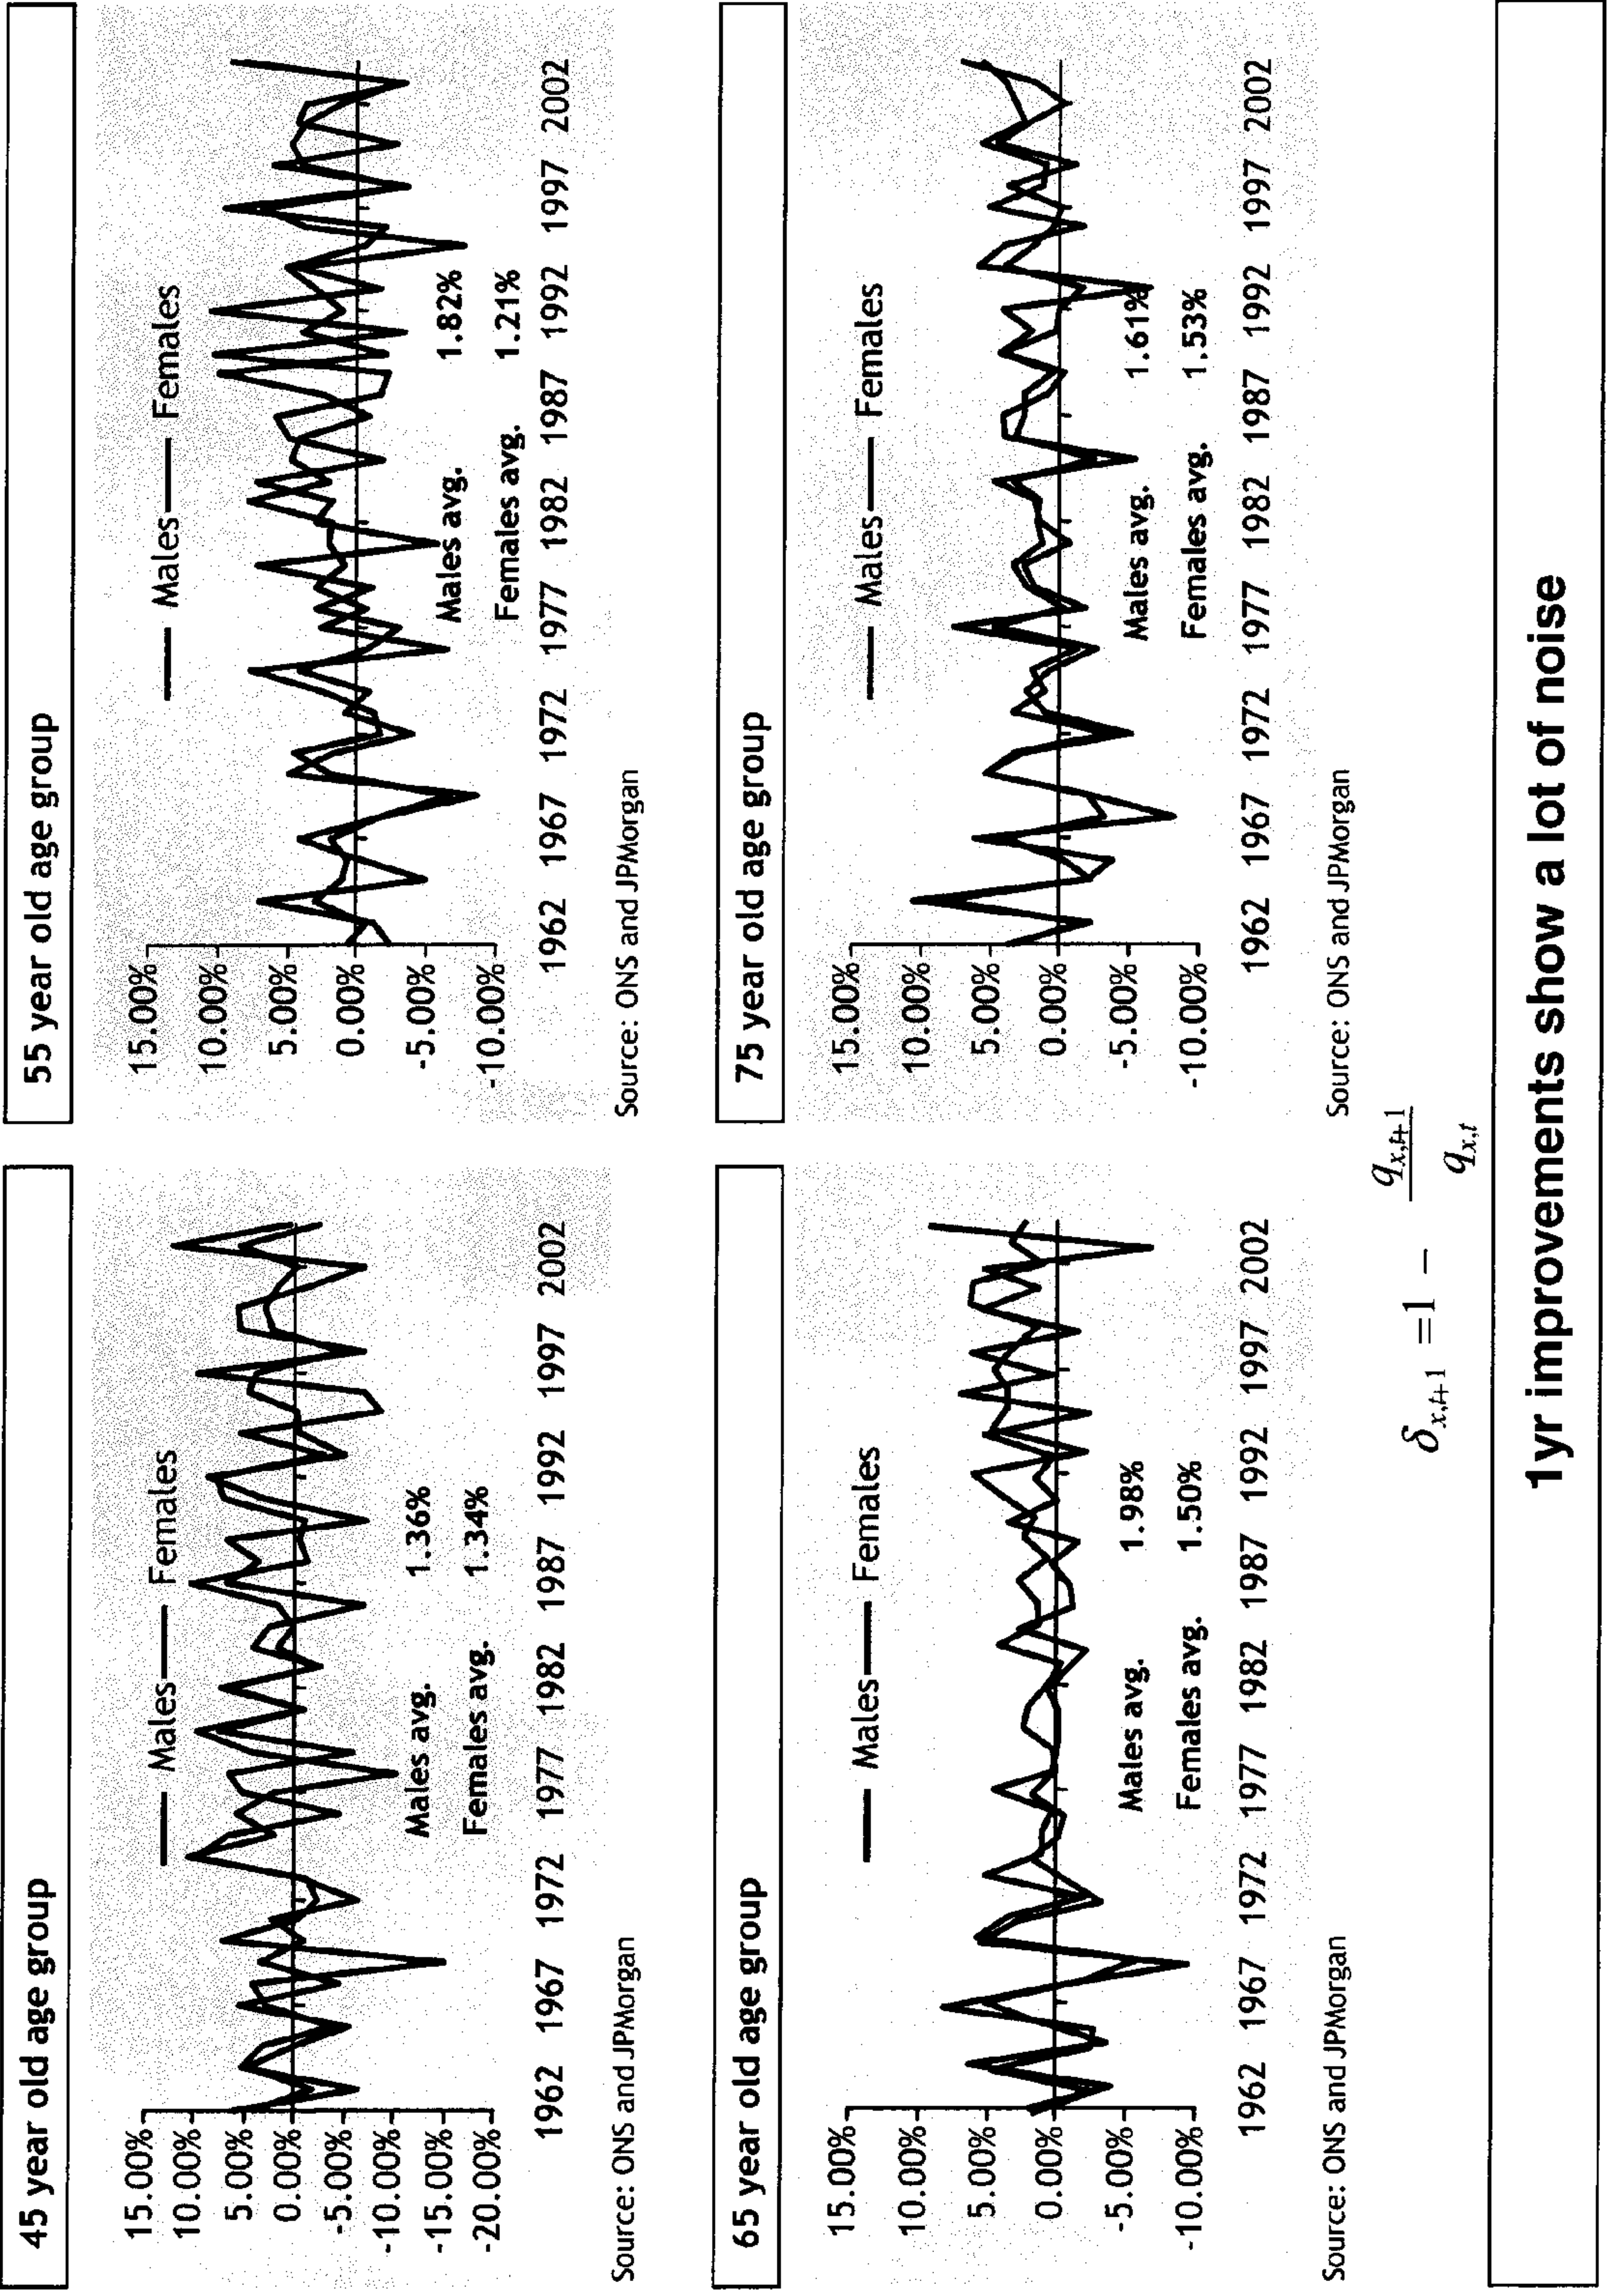 45 year old age group
15.00%
10.00%
5.00%
0.00%
-5.00%
-10.00%
-15.00%
-20.00%
Males Females
Males avg. 1.36%
Females avg. 1.34%
1962 1967 1972 1977 1982 1987 1992 1997 2002
Source: ONS and JPMorgan
55 year old age group
15.00%
10.00%
5.00%
0.00%
-5.00%
-10.00%
Males Females
Males avg. 1.82%
Females avg. 1.21%
1962 1967 1972 1977 1982 1987 1992 1997 2002
Source: ONS and JPMorgan
65 year old age group
15.00%
10.00%
5.00%
0.00%
-5.00%
-10.00%
Males Females
Males avg. 1.98%
Females avg. 1.50%
1962 1967 1972 1977 1982 1987 1992 1997 2002
Source: ONS and JPMorgan
75 year old age group
15.00%
10.00%
5.00%
0.00%
-5.00%
-10.00%
Males Females
Males avg. 1.61%
Females avg. 1.53%
1962 1967 1972 1977 1982 1987 1992 1997 2002
Source: ONS and JPMorgan
δx,t+1 = 1 − qx,t+1 / qx,t
1yr improvements show a lot of noise